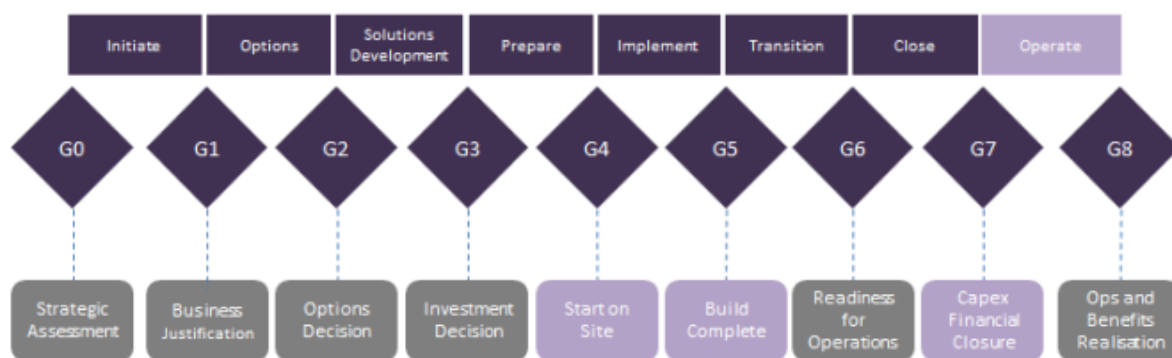 Initiate
Options
Solutions
Development
Prepare
Implement
Transition
Close
Operate
G0
G1
G2
G3
G4
G5
G6
G7
G8
Strategic
Assessment
Business
Justification
Options
Decision
Investment
Decision
Start on
Site
Build
Complete
Readiness
for
Operations
Capex
Financial
Closure
Ops and
Benefits
Realisation